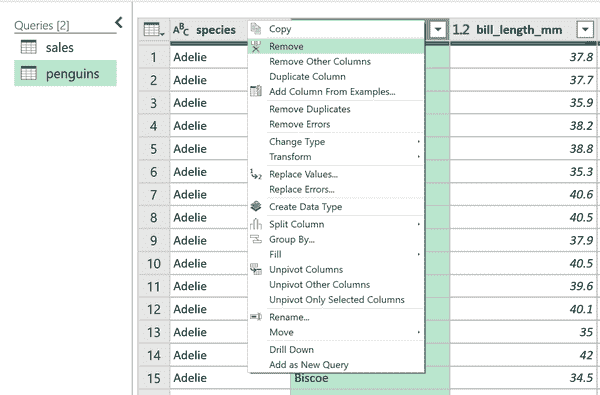 Queries [2]
sales
penguins
ABC species
1.2 bill_length_mm
1 Adelie 37.8
2 Adelie 37.7
3 Adelie 35.9
4 Adelie 38.2
5 Adelie 38.8
6 Adelie 35.3
7 Adelie 40.6
8 Adelie 40.5
9 Adelie 37.9
10 Adelie 40.5
11 Adelie 39.6
12 Adelie 40.1
13 Adelie 35
14 Adelie 42
15 Adelie Biscoe 34.5
Copy
Remove
Remove Other Columns
Duplicate Column
Add Column From Examples...
Remove Duplicates
Remove Errors
Change Type
Transform
Replace Values...
Replace Errors...
Create Data Type
Split Column
Group By...
Fill
Unpivot Columns
Unpivot Other Columns
Unpivot Only Selected Columns
Rename...
Move
Drill Down
Add as New Query